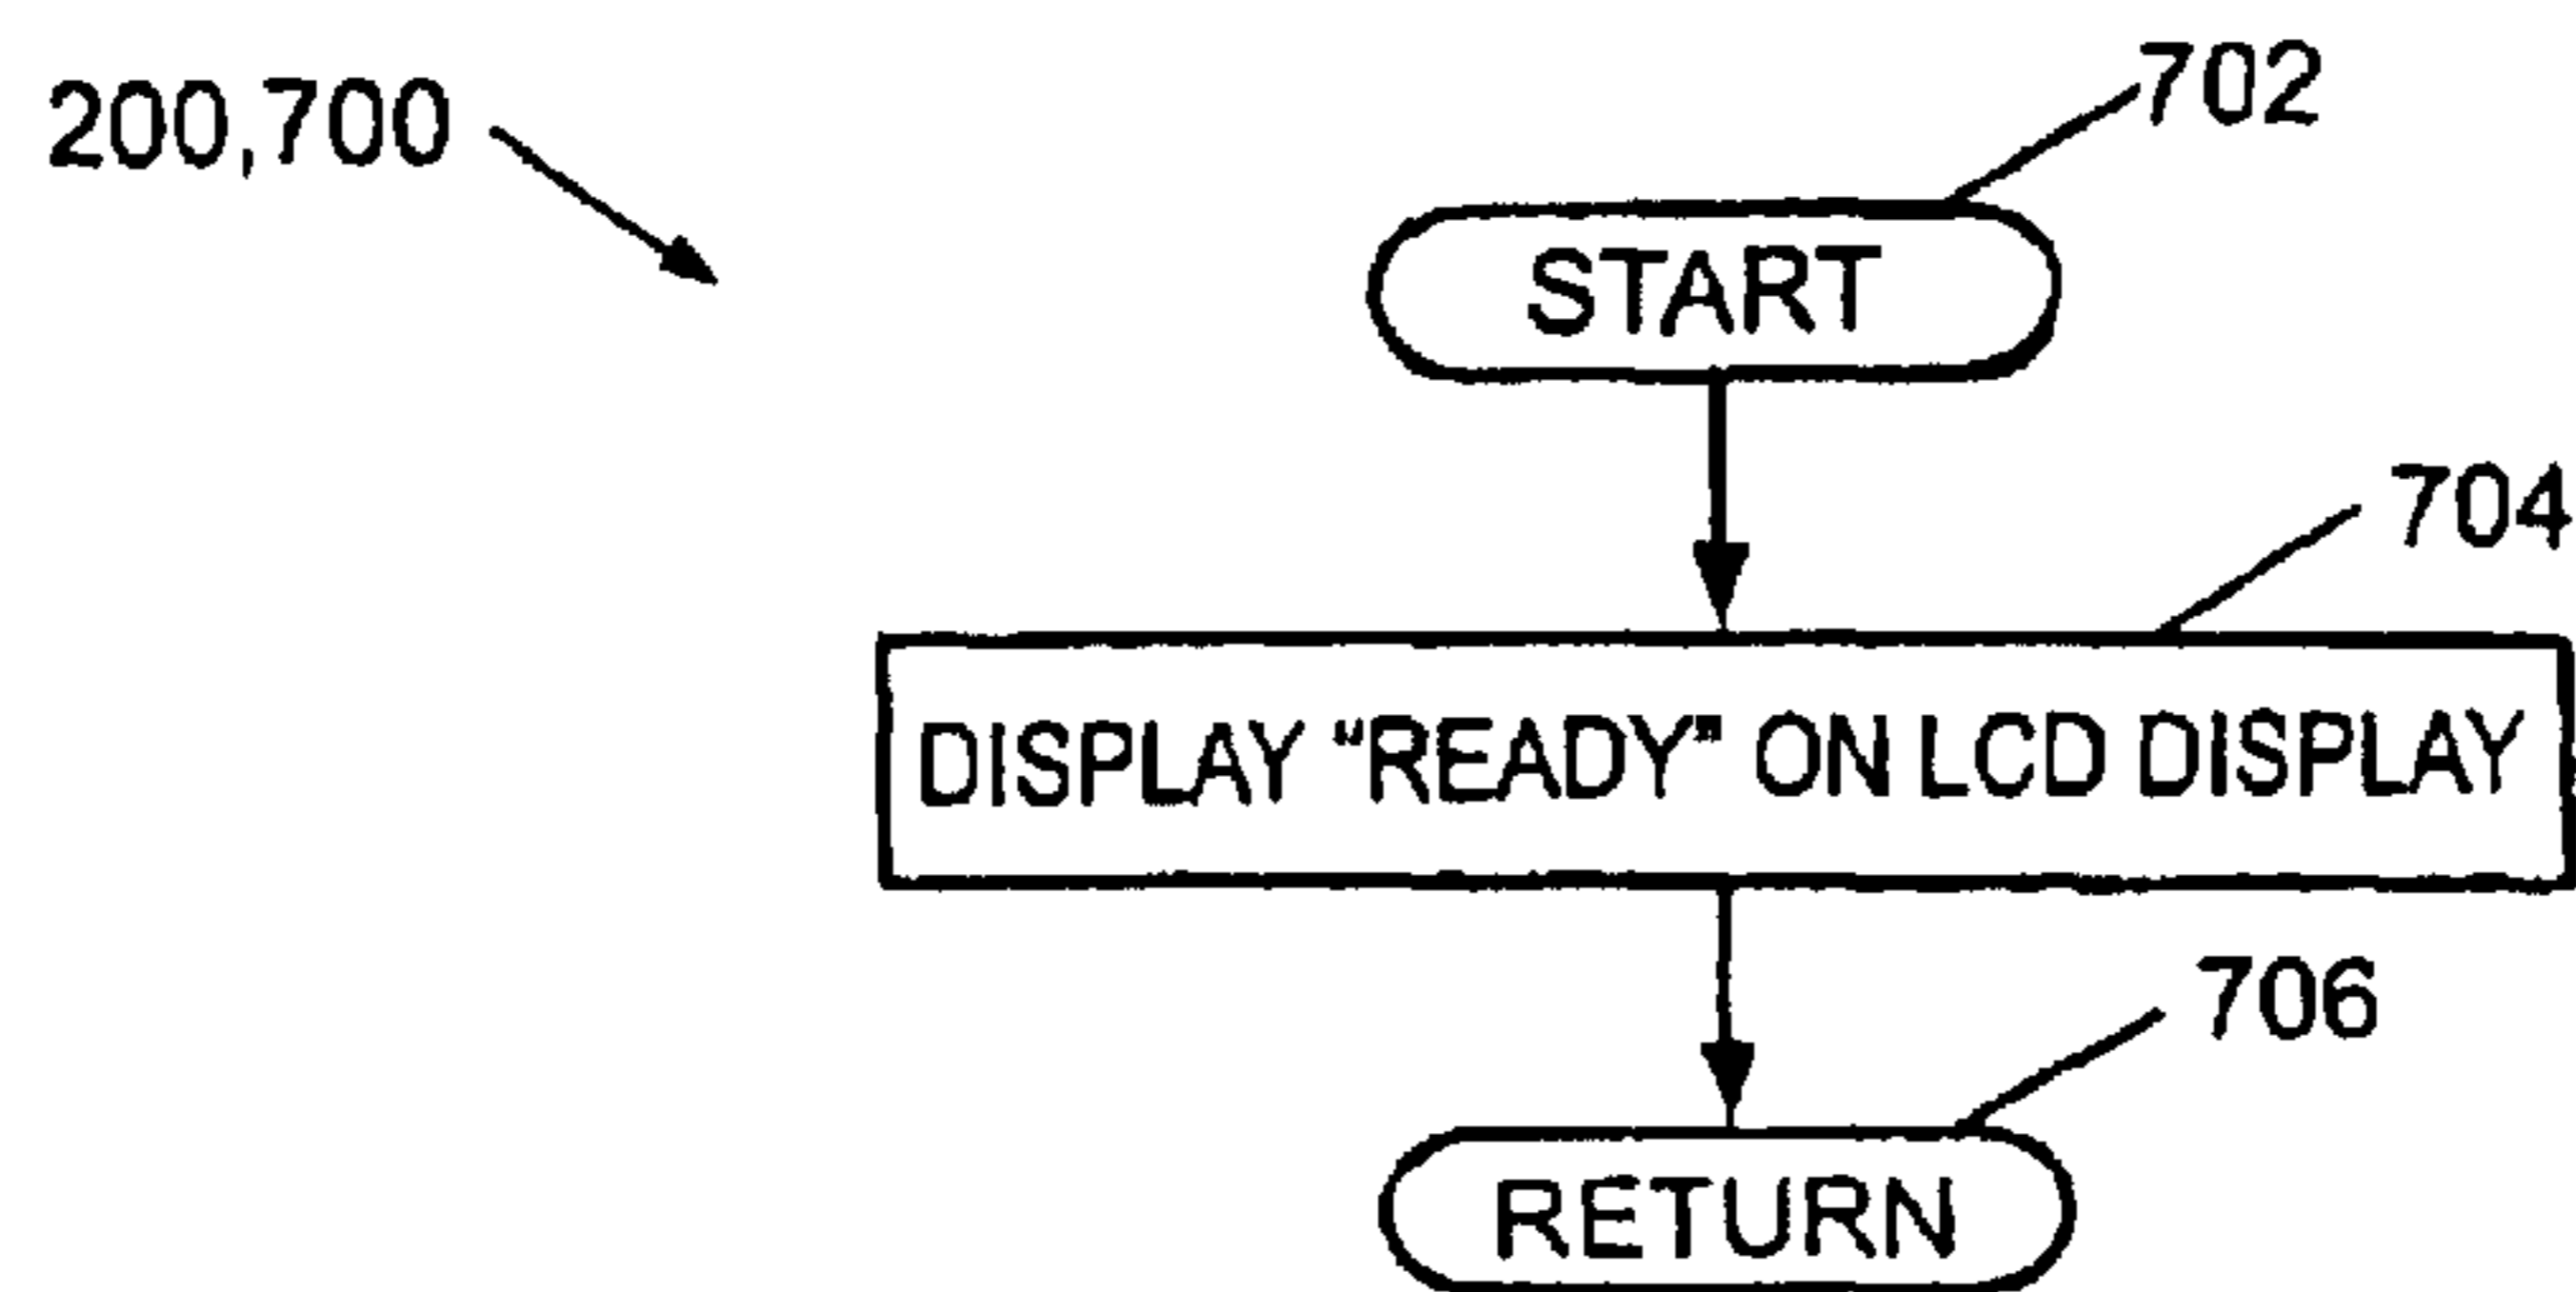 200,700
702
START
704
DISPLAY “READY” ON LCD DISPLAY
706
RETURN